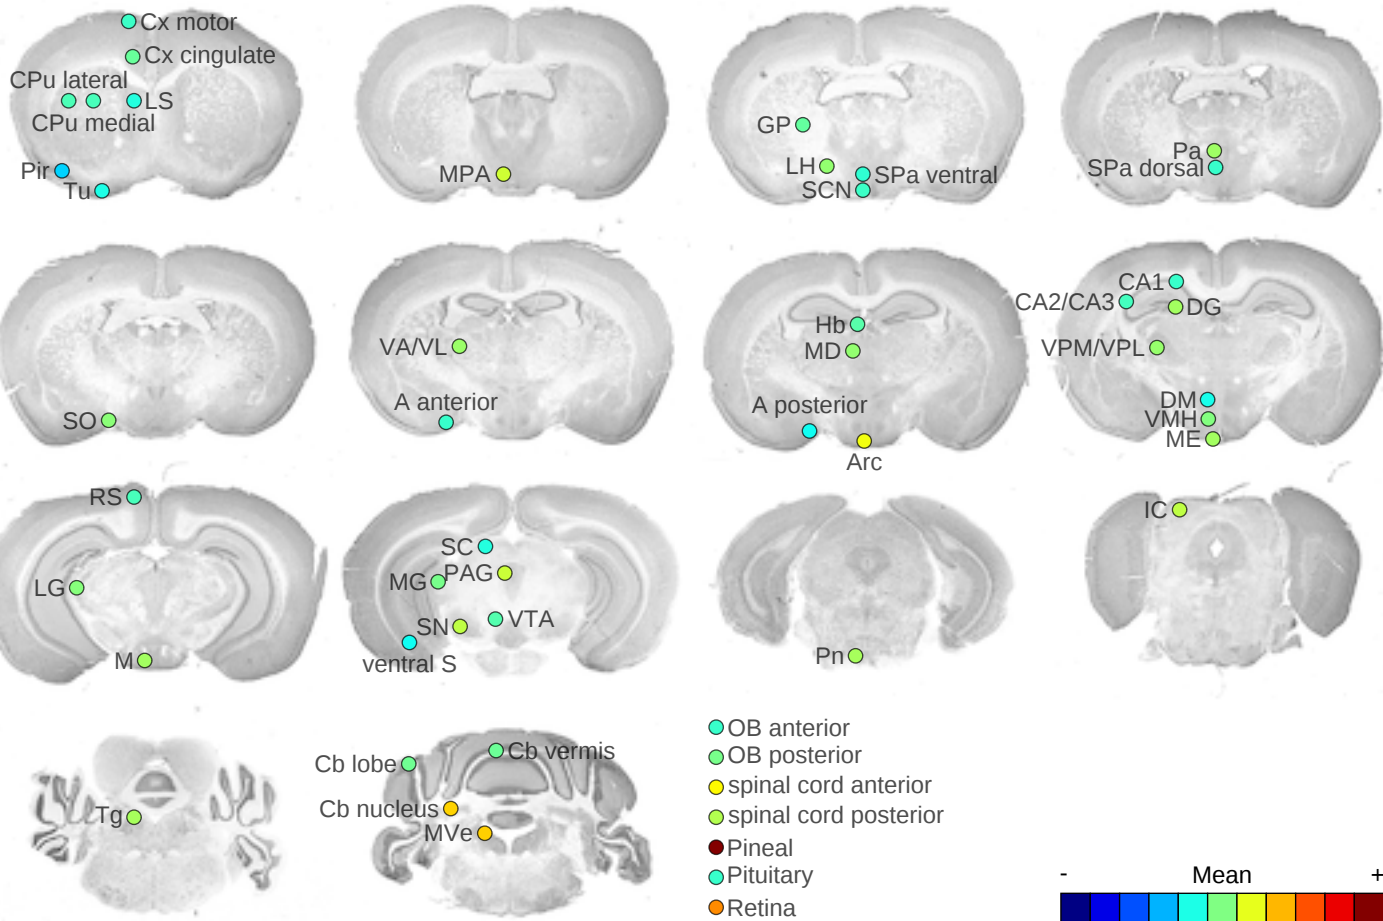 Cx motor
Cx cingulate
CPu lateral
LS
CPu medial
Pir
Tu
MPA
GP
LH
SPa ventral
SCN
Pa
SPa dorsal
SO
VA/VL
A anterior
Hb
MD
A posterior
Arc
CA1
CA2/CA3
DG
VPM/VPL
DM
VMH
ME
RS
LG
M
SC
PAG
MG
VTA
SN
ventral S
Pn
IC
Tg
Cb vermis
Cb lobe
Cb nucleus
MVe
OB anterior
OB posterior
spinal cord anterior
spinal cord posterior
Pineal
Pituitary
Retina
- Mean +